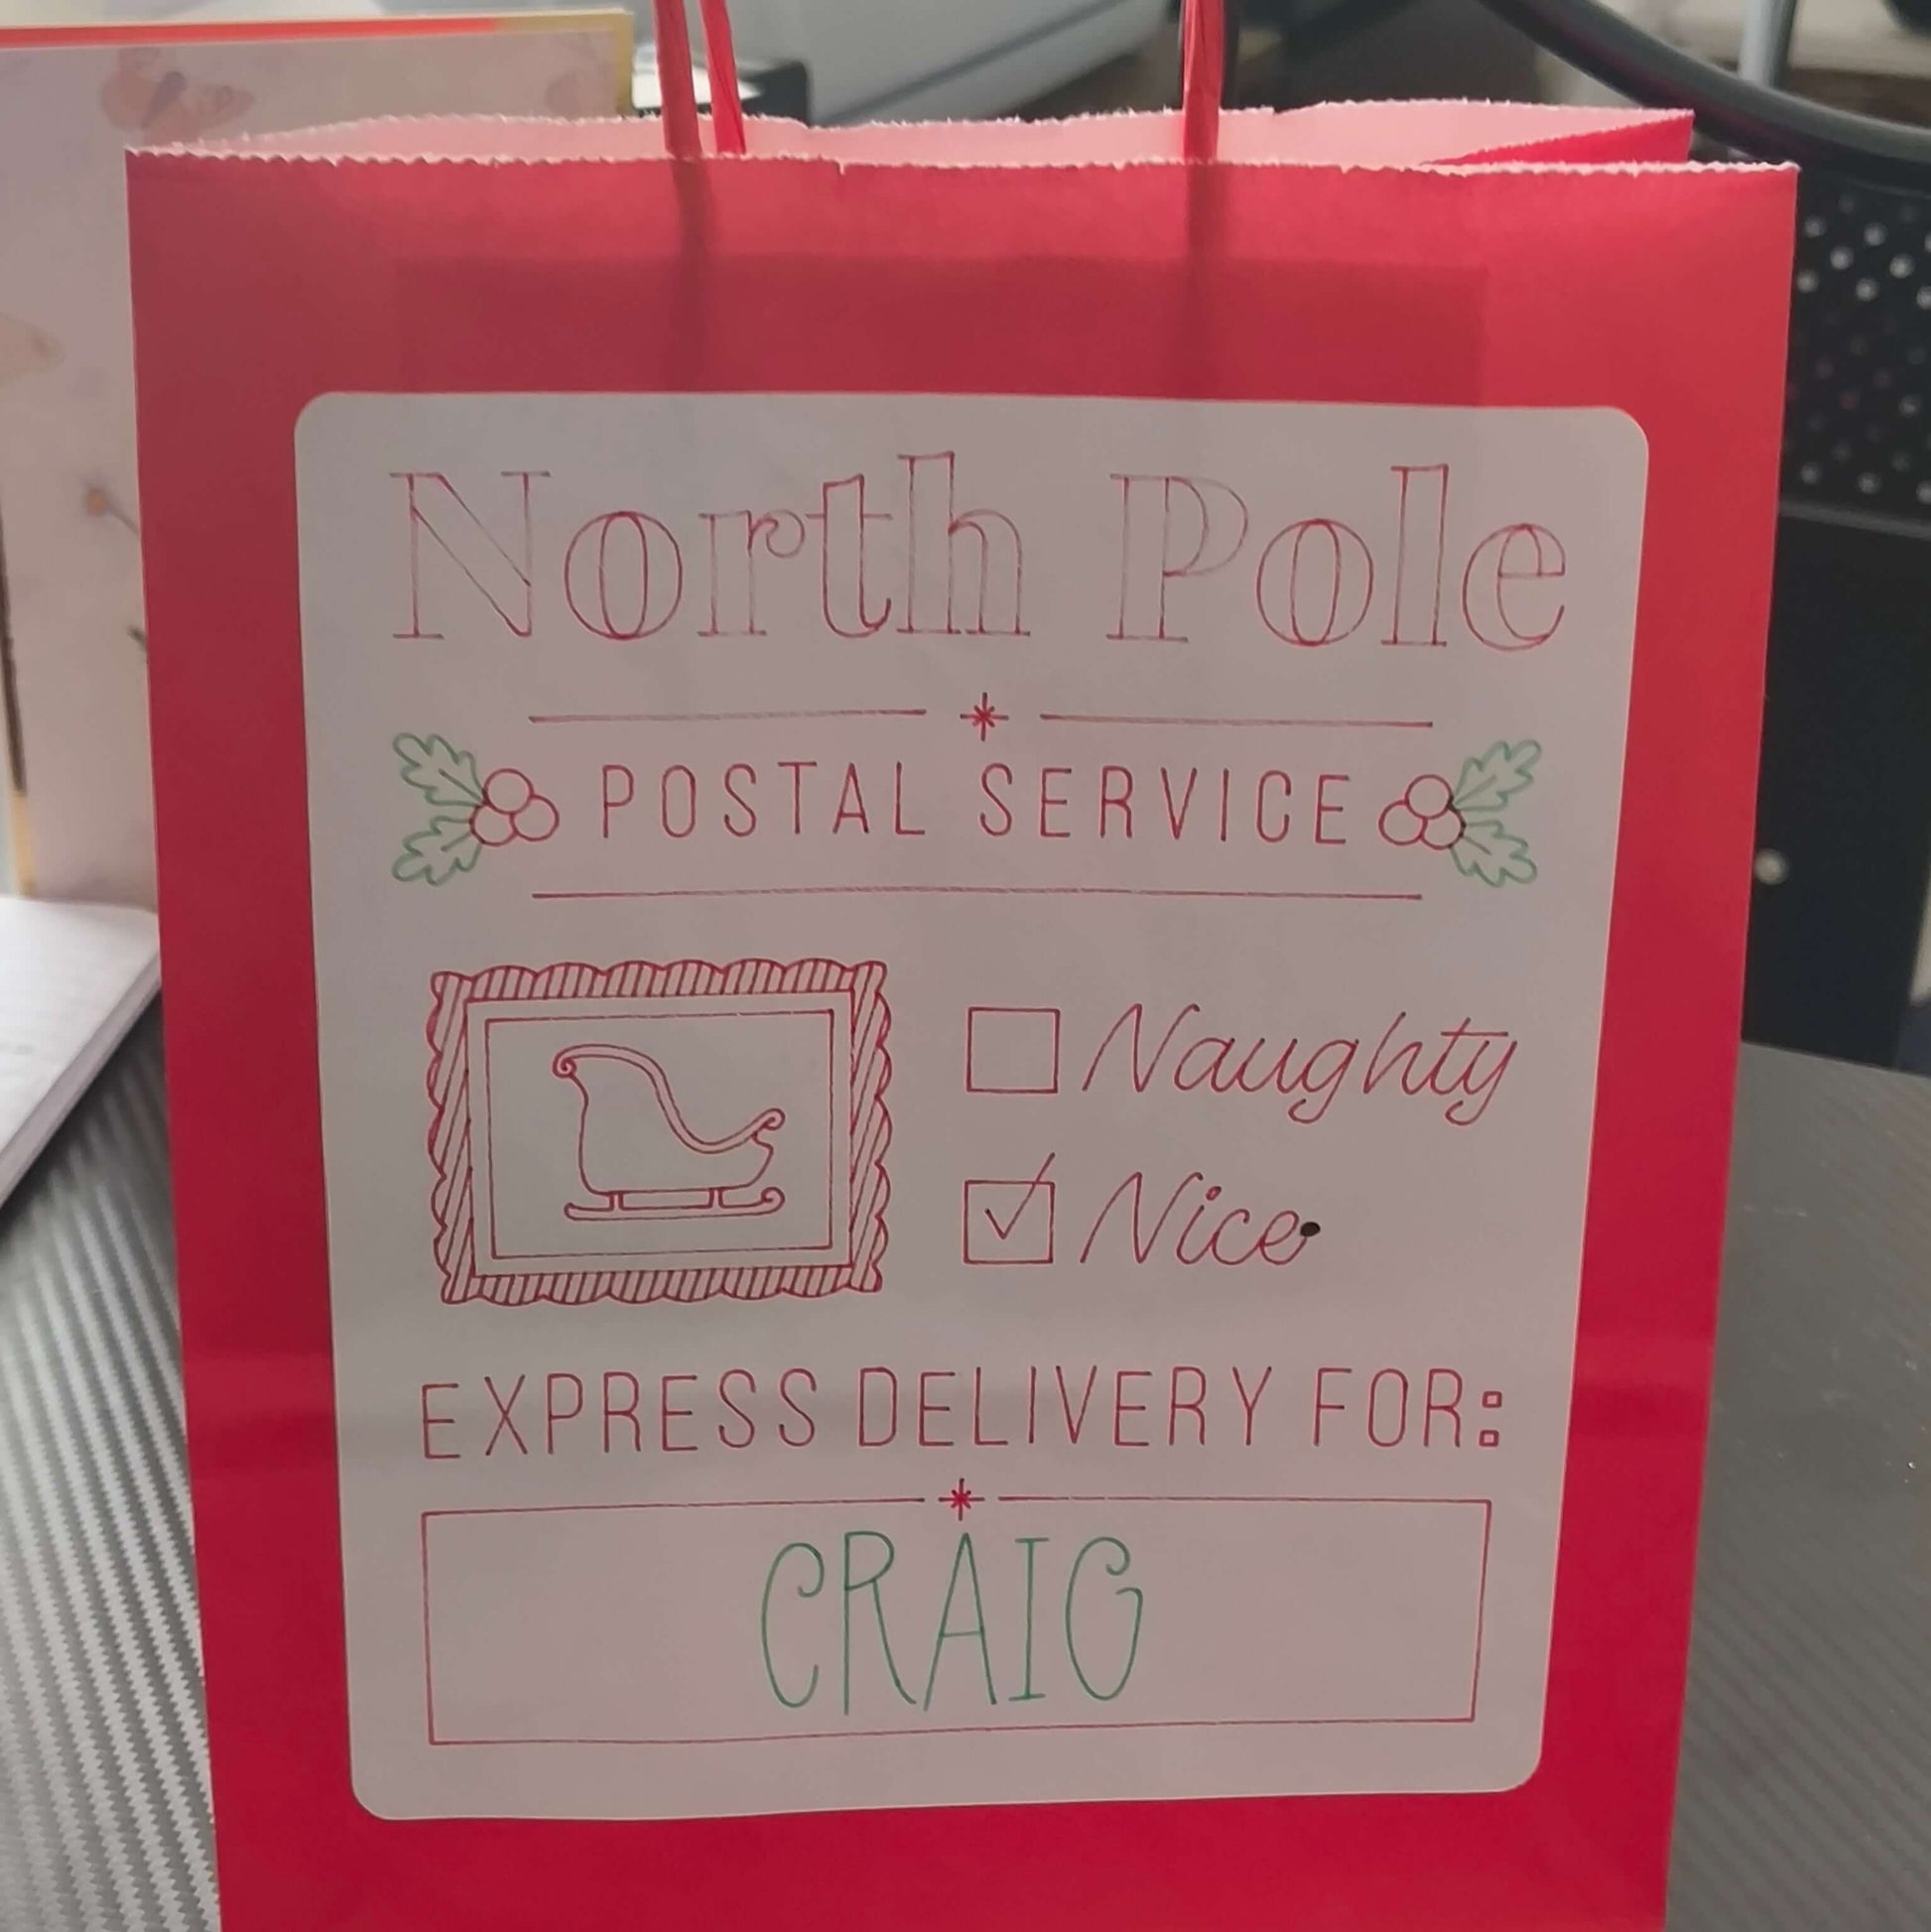 North Pole
POSTAL SERVICE
Naughty
Nice
EXPRESS DELIVERY FOR:
CRAIG